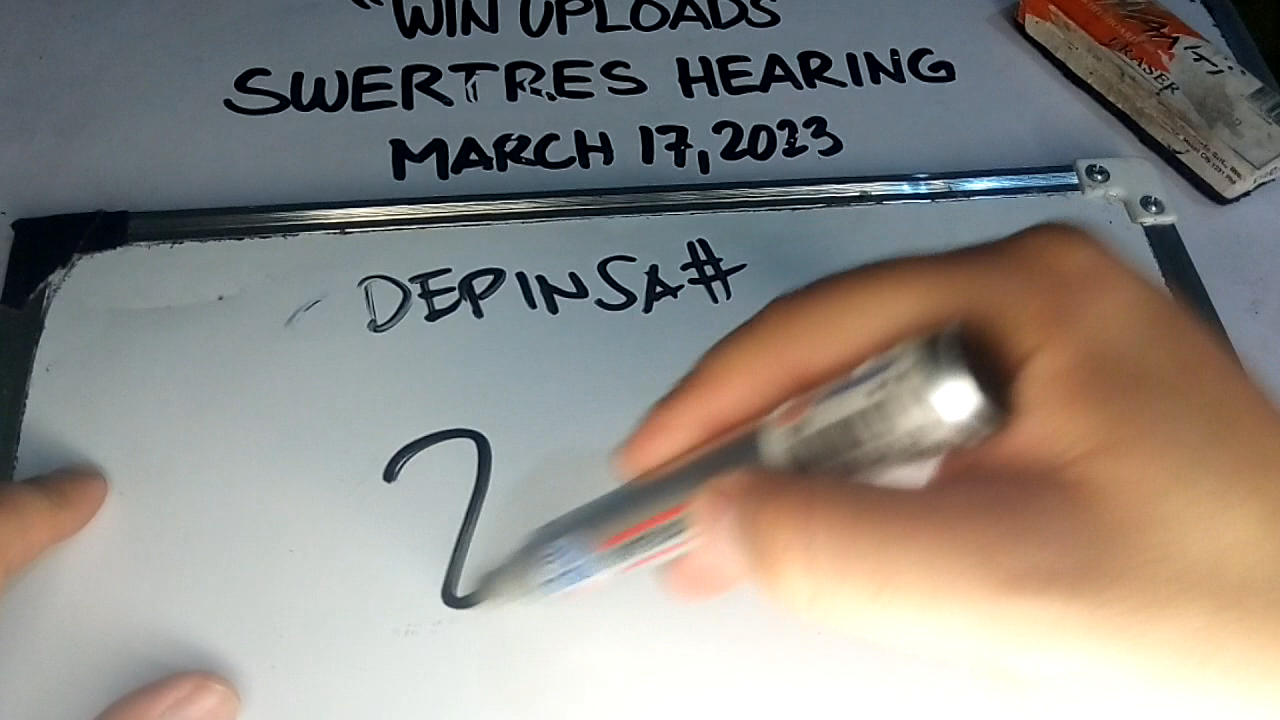 "WIN UPLOADS
SWERTRES HEARING
MARCH 17, 2023
DEPINSA#
2